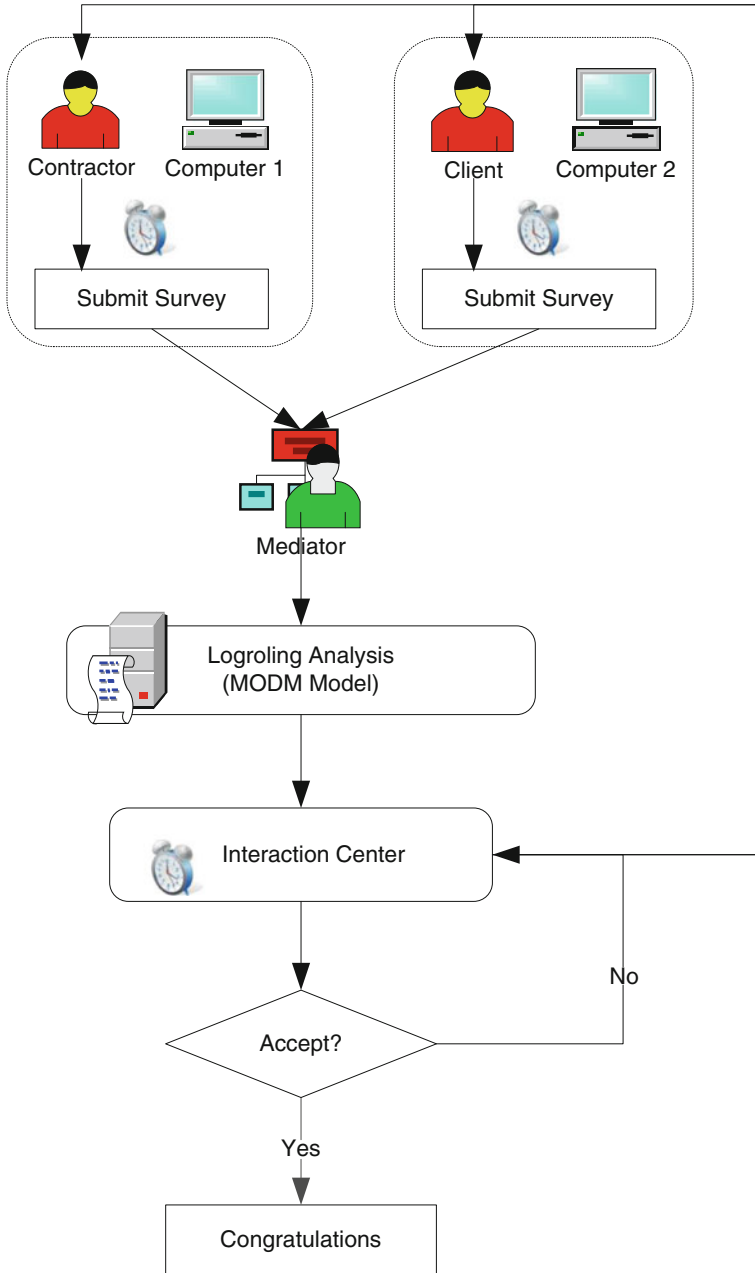 Contractor
Computer 1
Client
Computer 2
Submit Survey
Submit Survey
Mediator
Logroling Analysis
(MODM Model)
Interaction Center
No
Accept?
Yes
Congratulations